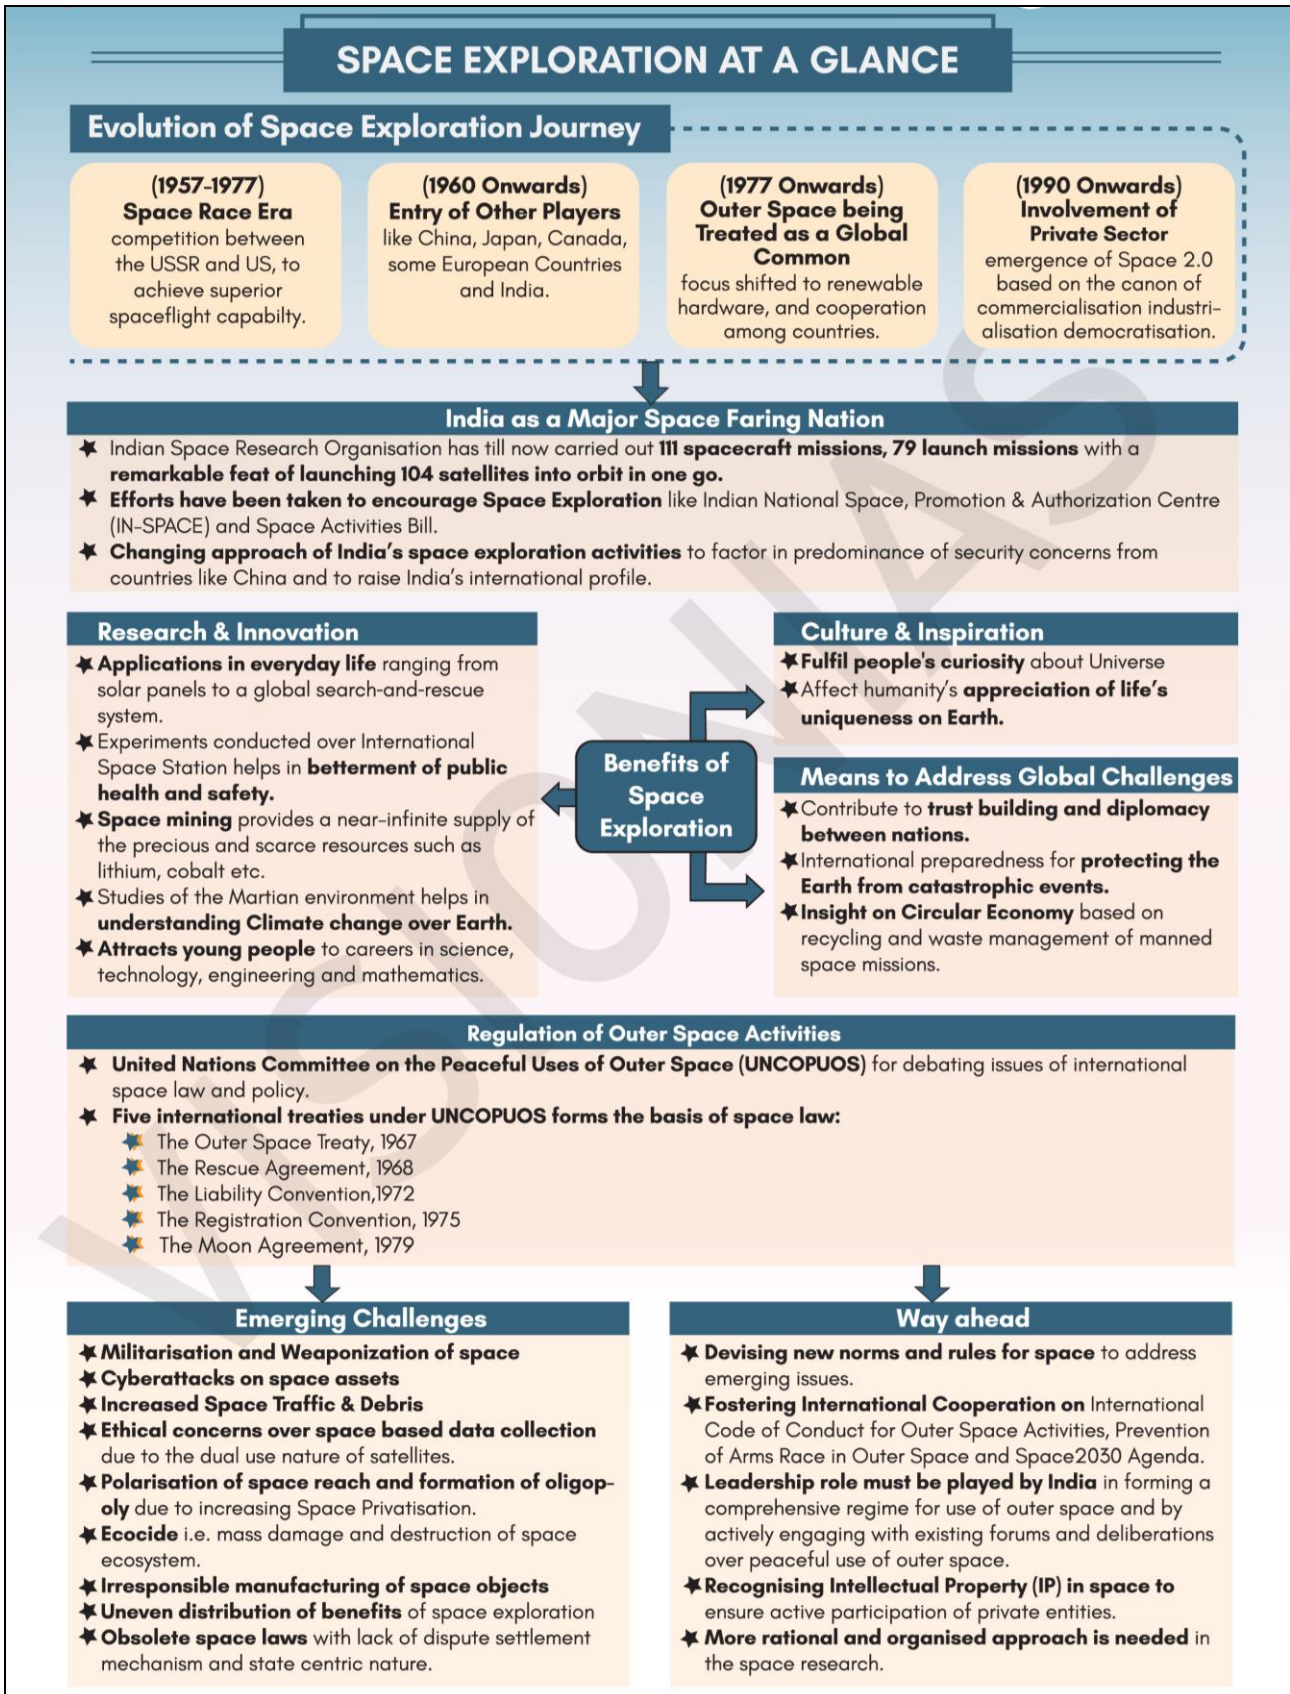 SPACE EXPLORATION AT A GLANCE
Evolution of Space Exploration Journey
(1957-1977)
Space Race Era
competition between
the USSR and US, to
achieve superior
spaceflight capabilty.
(1960 Onwards)
Entry of Other Players
like China, Japan, Canada,
some European Countries
and India.
(1977 Onwards)
Outer Space being
Treated as a Global
Common
focus shifted to renewable
hardware, and cooperation
among countries.
(1990 Onwards)
Involvement of
Private Sector
emergence of Space 2.0
based on the canon of
commercialisation industri-
alisation democratisation.
India as a Major Space Faring Nation
Indian Space Research Organisation has till now carried out 111 spacecraft missions, 79 launch missions with a
remarkable feat of launching 104 satellites into orbit in one go.
Efforts have been taken to encourage Space Exploration like Indian National Space, Promotion & Authorization Centre
(IN-SPACE) and Space Activities Bill.
Changing approach of India's space exploration activities to factor in predominance of security concerns from
countries like China and to raise India's international profile.
Research & Innovation
Applications in everyday life ranging from
solar panels to a global search-and-rescue
system.
Experiments conducted over International
Space Station helps in betterment of public
health and safety.
Space mining provides a near-infinite supply of
the precious and scarce resources such as
lithium, cobalt etc.
Studies of the Martian environment helps in
understanding Climate change over Earth.
Attracts young people to careers in science,
technology, engineering and mathematics.
Benefits of
Space
Exploration
Culture & Inspiration
Fulfil people's curiosity about Universe
Affect humanity's appreciation of life's
uniqueness on Earth.
Means to Address Global Challenges
Contribute to trust building and diplomacy
between nations.
International preparedness for protecting the
Earth from catastrophic events.
Insight on Circular Economy based on
recycling and waste management of manned
space missions.
Regulation of Outer Space Activities
United Nations Committee on the Peaceful Uses of Outer Space (UNCOPUOS) for debating issues of international
space law and policy.
Five international treaties under UNCOPUOS forms the basis of space law:
The Outer Space Treaty, 1967
The Rescue Agreement, 1968
The Liability Convention,1972
The Registration Convention, 1975
The Moon Agreement, 1979
Emerging Challenges
Militarisation and Weaponization of space
Cyberattacks on space assets
Increased Space Traffic & Debris
Ethical concerns over space based data collection
due to the dual use nature of satellites.
Polarisation of space reach and formation of oligop-
oly due to increasing Space Privatisation.
Ecocide i.e. mass damage and destruction of space
ecosystem.
Irresponsible manufacturing of space objects
Uneven distribution of benefits of space exploration
Obsolete space laws with lack of dispute settlement
mechanism and state centric nature.
Way ahead
Devising new norms and rules for space to address
emerging issues.
Fostering International Cooperation on International
Code of Conduct for Outer Space Activities, Prevention
of Arms Race in Outer Space and Space2030 Agenda.
Leadership role must be played by India in forming a
comprehensive regime for use of outer space and by
actively engaging with existing forums and deliberations
over peaceful use of outer space.
Recognising Intellectual Property (IP) in space to
ensure active participation of private entities.
More rational and organised approach is needed in
the space research.
VISIONIAS